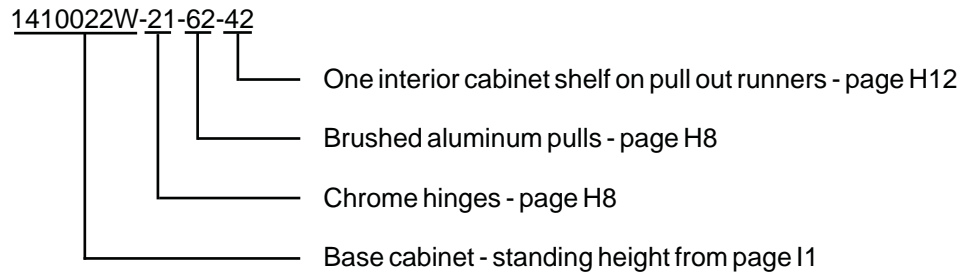 1410022W-21-62-42
One interior cabinet shelf on pull out runners - page H12
Brushed aluminum pulls - page H8
Chrome hinges - page H8
Base cabinet - standing height from page I1